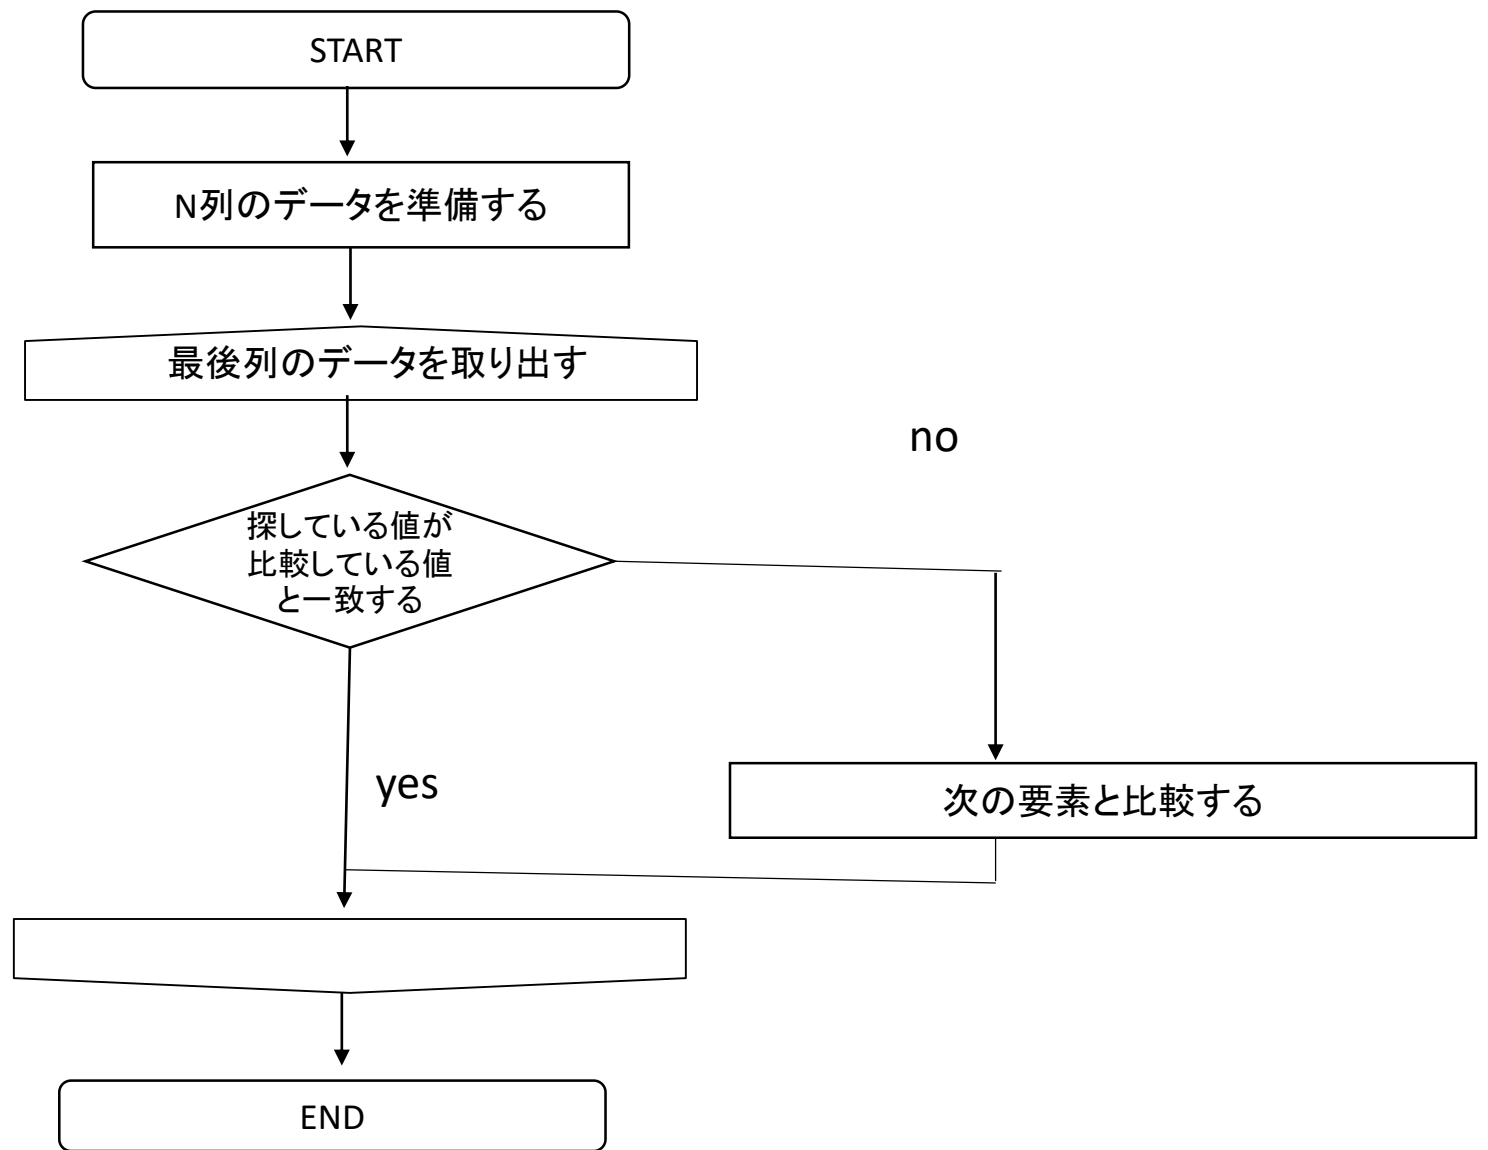 START
N列のデータを準備する
最後列のデータを取り出す
no
探している値が
比較している値
と一致する
yes
次の要素と比較する
END